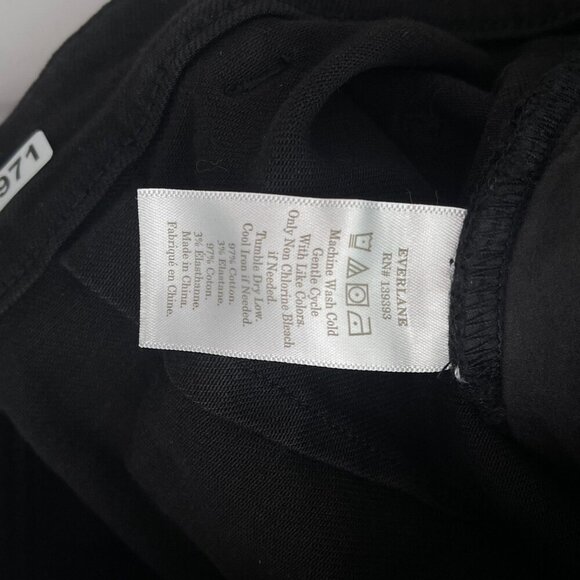 EVERLANE
RN# 139393
Machine Wash Cold
Gentle Cycle
With Like Colors.
Only Non Chlorine Bleach
if Needed.
Tumble Dry Low.
Cool Iron if Needed.
97% Cotton.
3% Elastane.
97% Coton.
3% Élasthanne.
Made in China.
Fabriqué en Chine.
971